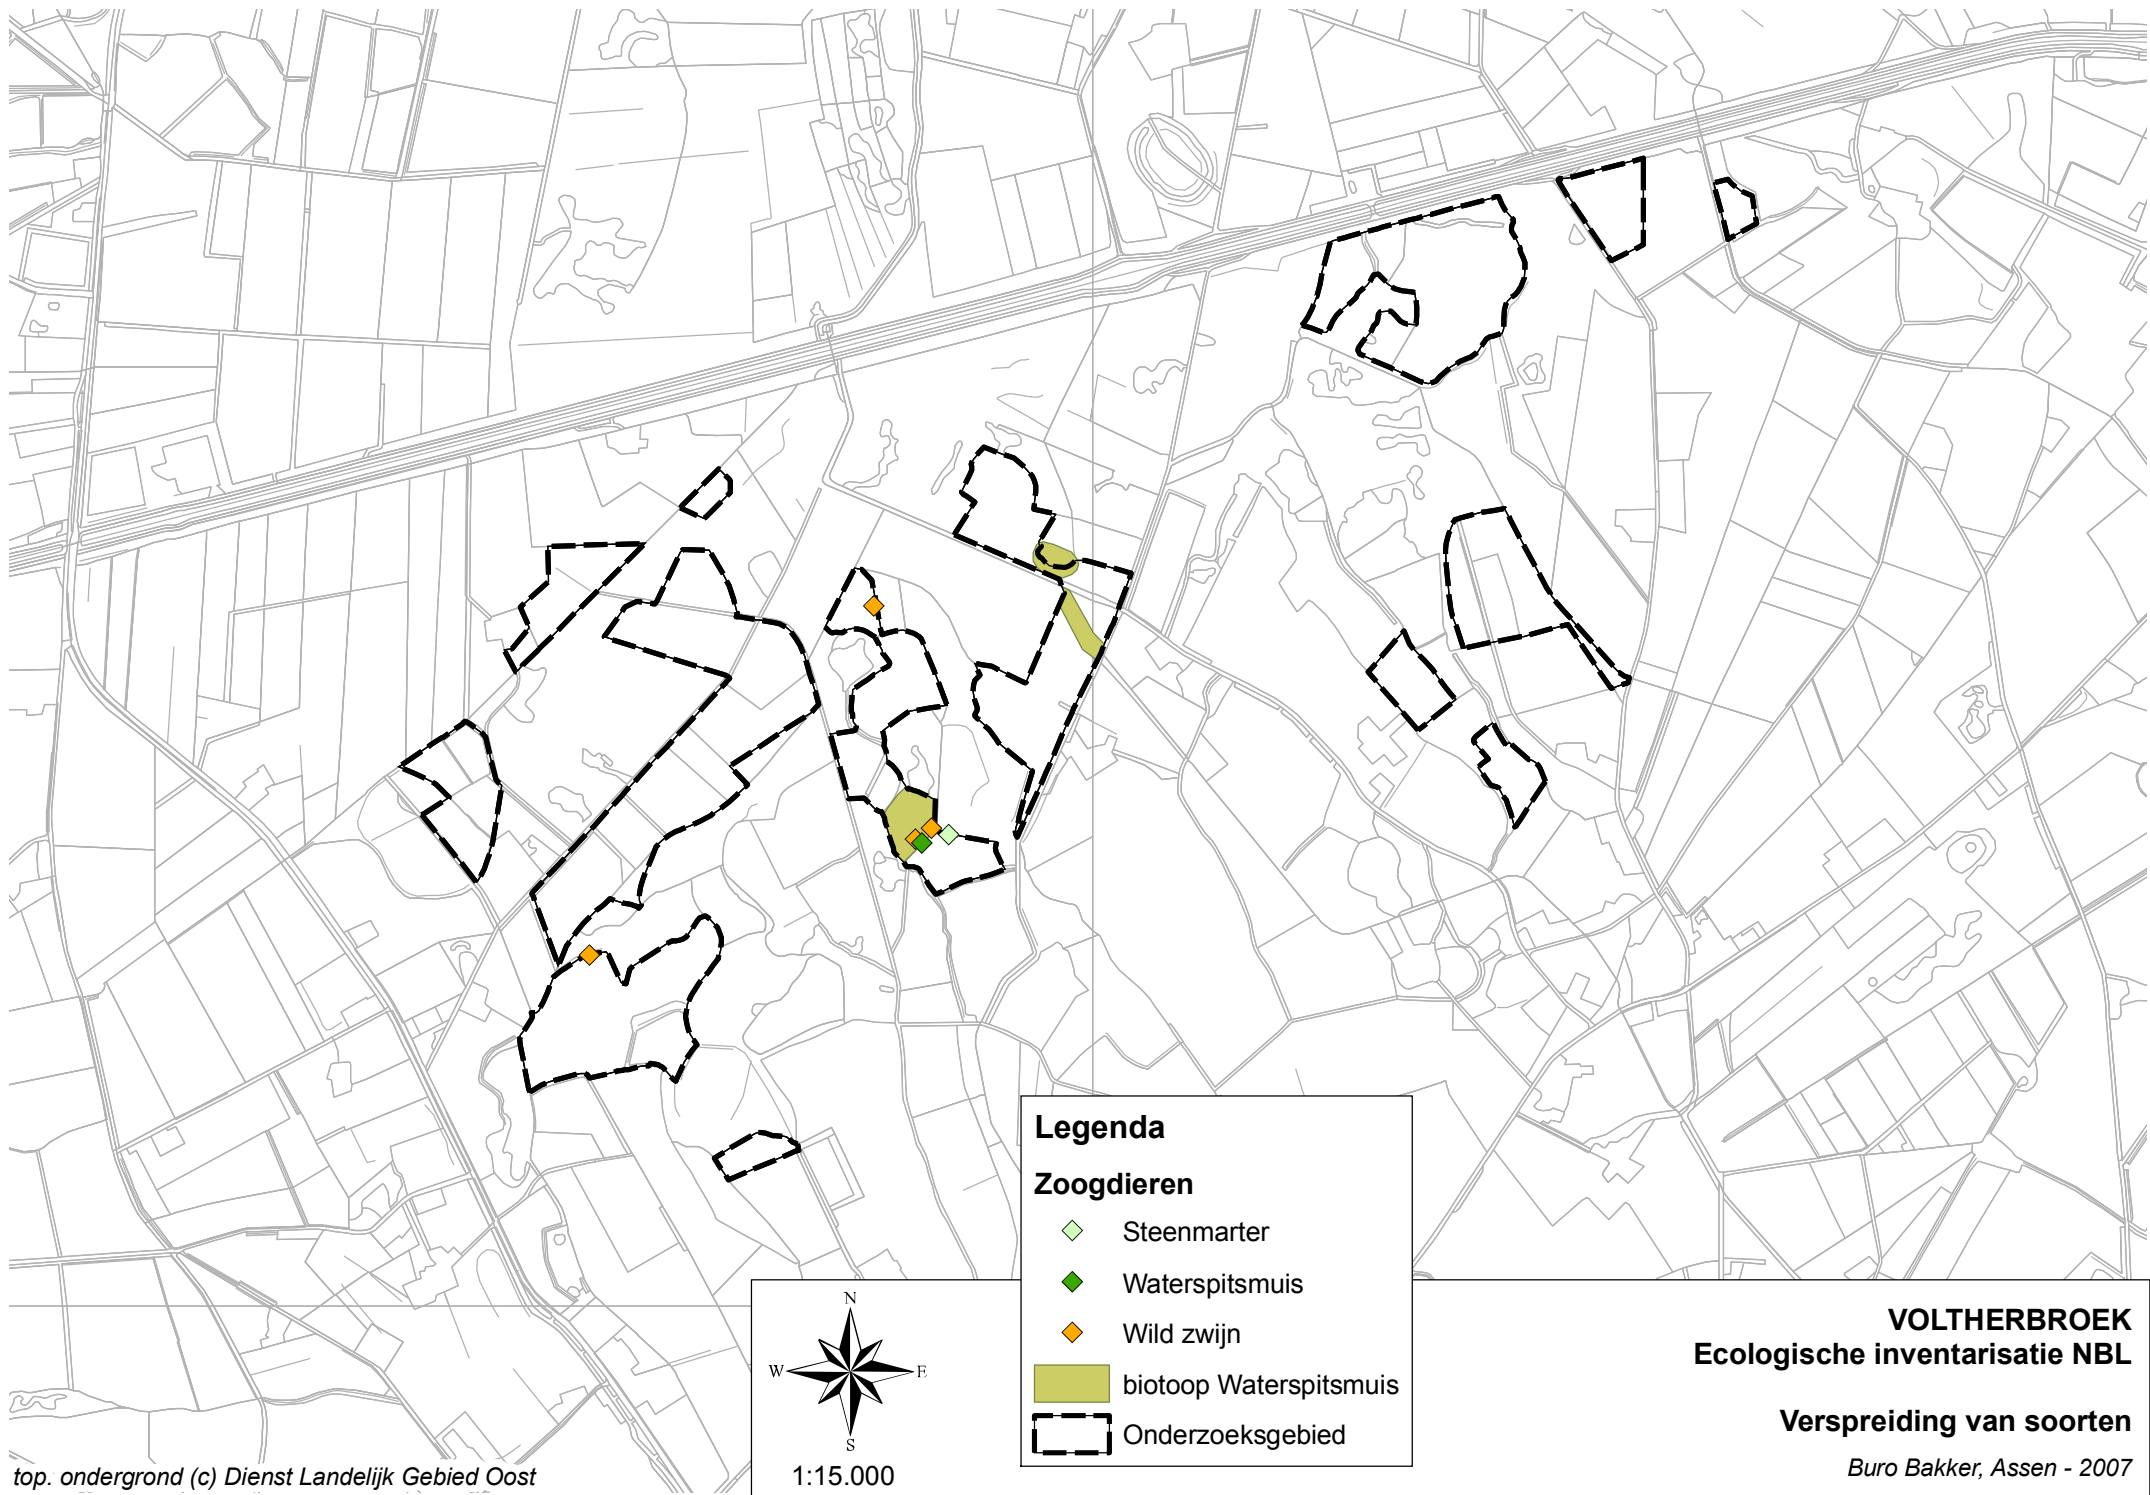 Legenda
Zoogdieren
Steenmarter
Waterspitsmuis
Wild zwijn
biotoop Waterspitsmuis
Onderzoeksgebied
N
W E
S
1:15.000
VOLTHERBROEK
Ecologische inventarisatie NBL
Verspreiding van soorten
Buro Bakker, Assen - 2007
top. ondergrond (c) Dienst Landelijk Gebied Oost